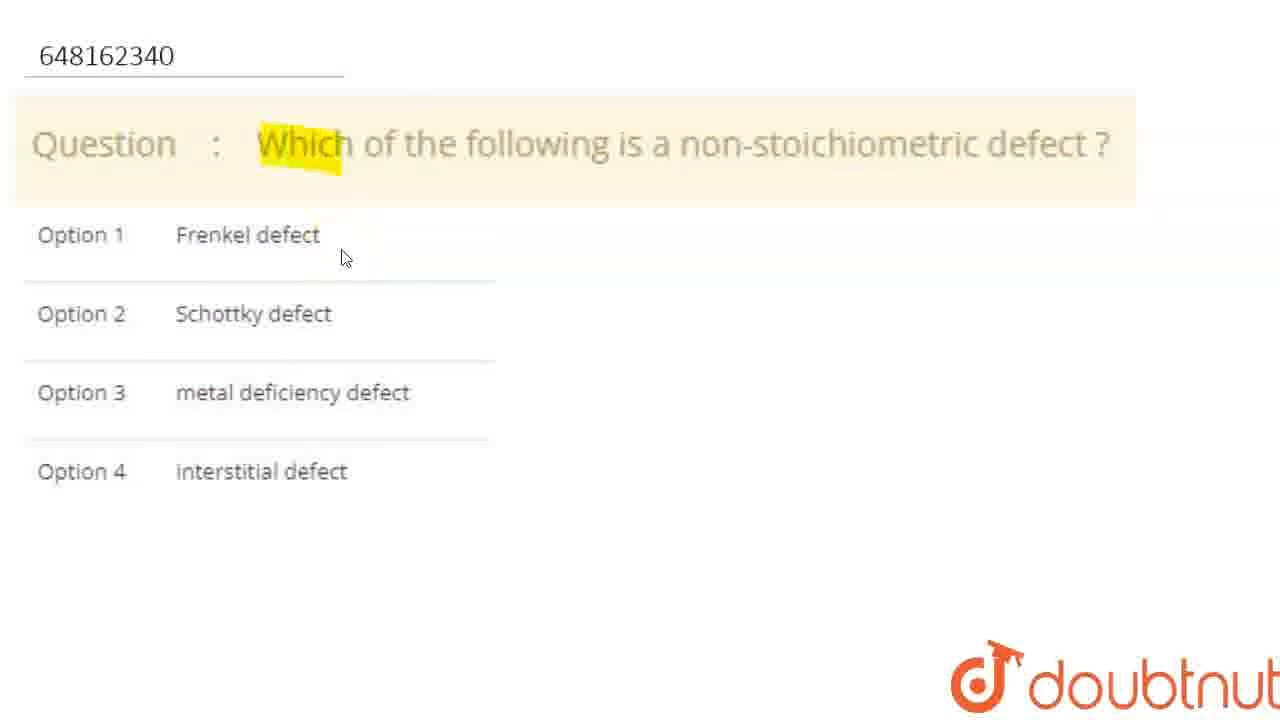 648162340
Question : Which of the following is a non-stoichiometric defect ?
Option 1 Frenkel defect
Option 2 Schottky defect
Option 3 metal deficiency defect
Option 4 interstitial defect
doubtnut